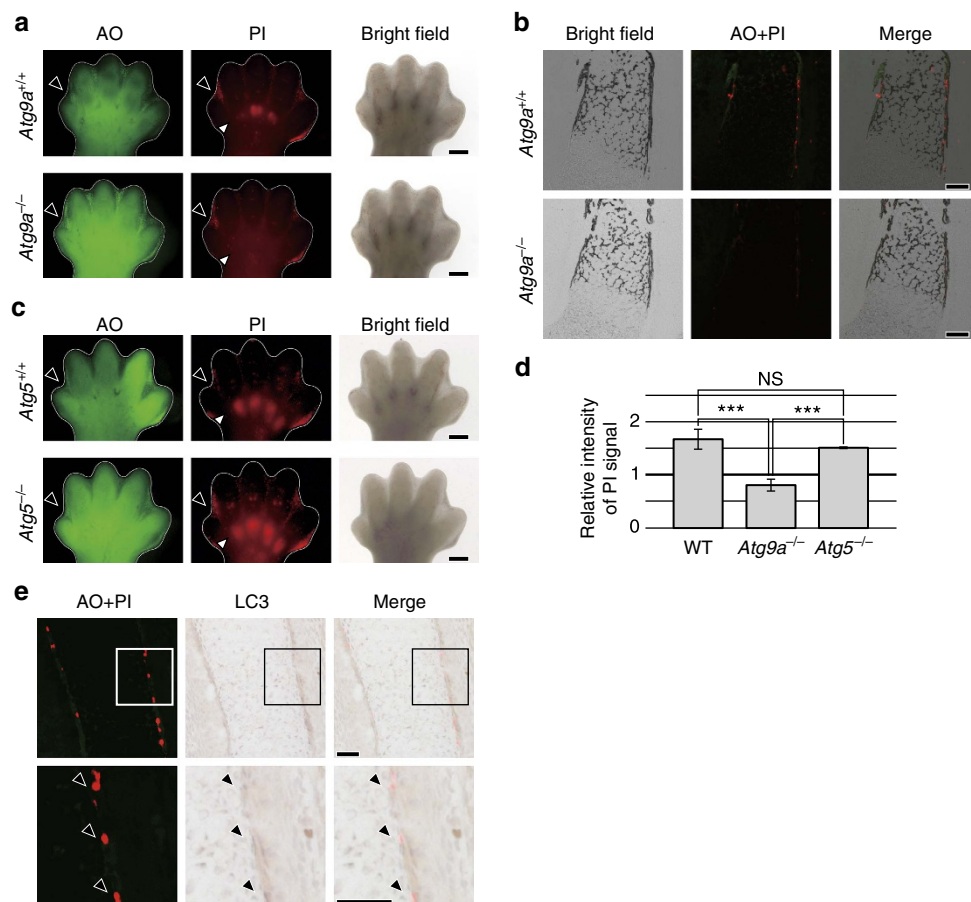 a
AO PI Bright field
Atg9a+/+
Atg9a−/−
b
Bright field AO+PI Merge
Atg9a+/+
Atg9a−/−
c
AO PI Bright field
Atg5+/+
Atg5−/−
d
NS
*** ***
Relative intensity
of PI signal
2
1
0
WT Atg9a−/− Atg5−/−
e
AO+PI LC3 Merge